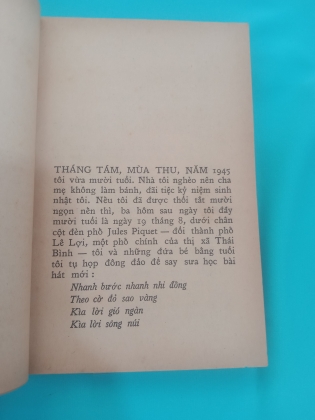 THÁNG TÁM, MÙA THU, NĂM 1945
tôi vừa mười tuổi. Nhà tôi nghèo nên cha
mẹ không làm bánh, đãi tiệc kỷ niệm sinh
nhật tôi. Nếu tôi đã được thổi tắt mười
ngọn nến thì, ba hôm sau ngày tôi đầy
mười tuổi là ngày 19 tháng 8, dưới chân
cột đèn phố Jules Piquet — đổi thành phố
Lê Lợi, một phố chính của thị xã Thái
Bình — tôi và những đứa bé bằng tuổi
tôi tụ họp đông đảo để say sưa học bài
hát mới :
Nhanh bước nhanh nhi đồng
Theo cờ đỏ sao vàng
Kìa lời gió ngàn
Kìa lời sông núi